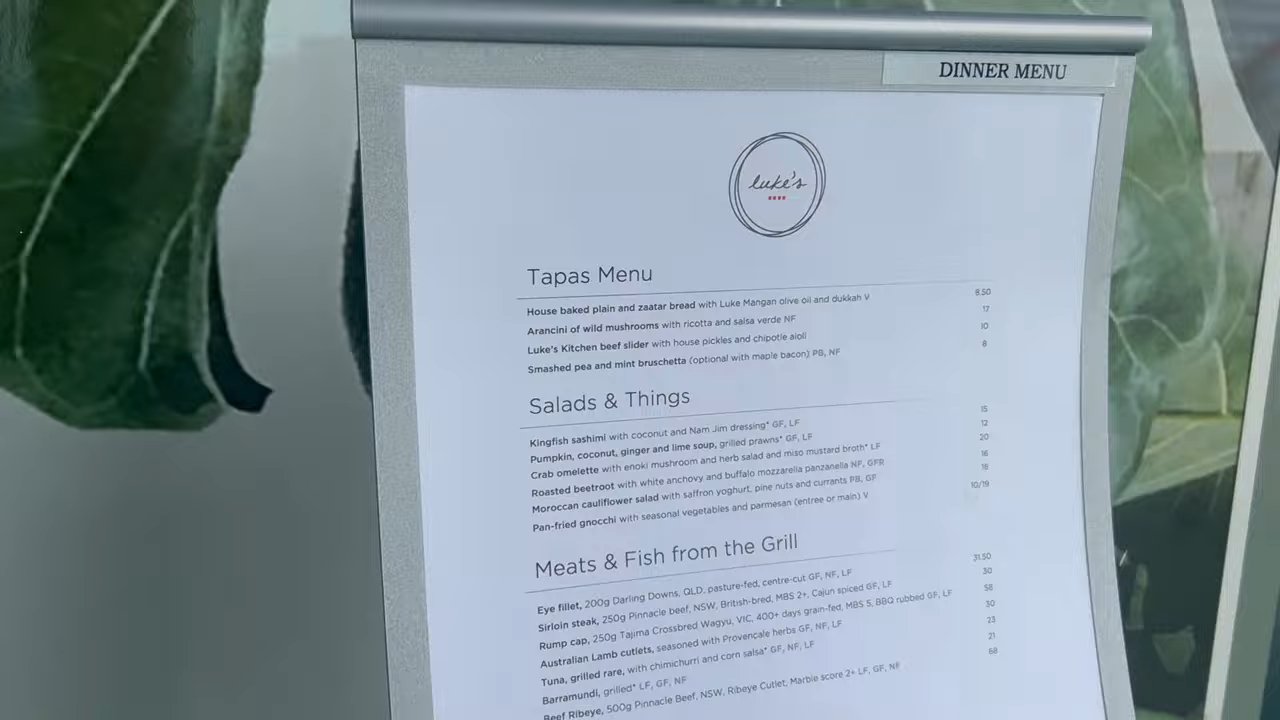 DINNER MENU
luke's
Tapas Menu
House baked plain and zaatar bread with Luke Mangan olive oil and dukkah V 8.50
Arancini of wild mushrooms with ricotta and salsa verde NF 17
Luke's Kitchen beef slider with house pickles and chipotle aioli 10
Smashed pea and mint bruschetta (optional with maple bacon) PB, NF 8
Salads & Things
Kingfish sashimi with coconut and Nam Jim dressing* GF, LF 15
Pumpkin, coconut, ginger and lime soup, grilled prawns* GF, LF 12
Crab omelette with enoki mushroom and herb salad and miso mustard broth* LF 20
Roasted beetroot with white anchovy and buffalo mozzarella panzanella NF, GFR 16
Moroccan cauliflower salad with saffron yoghurt, pine nuts and currants PB, GF 18
Pan-fried gnocchi with seasonal vegetables and parmesan (entree or main) V 10/19
Meats & Fish from the Grill
Eye fillet, 200g Darling Downs, QLD, pasture-fed, centre-cut GF, NF, LF 31.50
Sirloin steak, 250g Pinnacle beef, NSW, British-bred, MBS 2+, Cajun spiced GF, LF 30
Rump cap, 250g Tajima Crossbred Wagyu, VIC, 400+ days grain-fed, MBS 5, BBQ rubbed GF, LF 58
Australian Lamb cutlets, seasoned with Provencale herbs GF, NF, LF 30
Tuna, grilled rare, with chimichurri and corn salsa* GF, NF, LF 23
Barramundi, grilled* LF, GF, NF 21
Beef Ribeye, 500g Pinnacle Beef, NSW, Ribeye Cutlet, Marble score 2+ LF, GF, NF 68